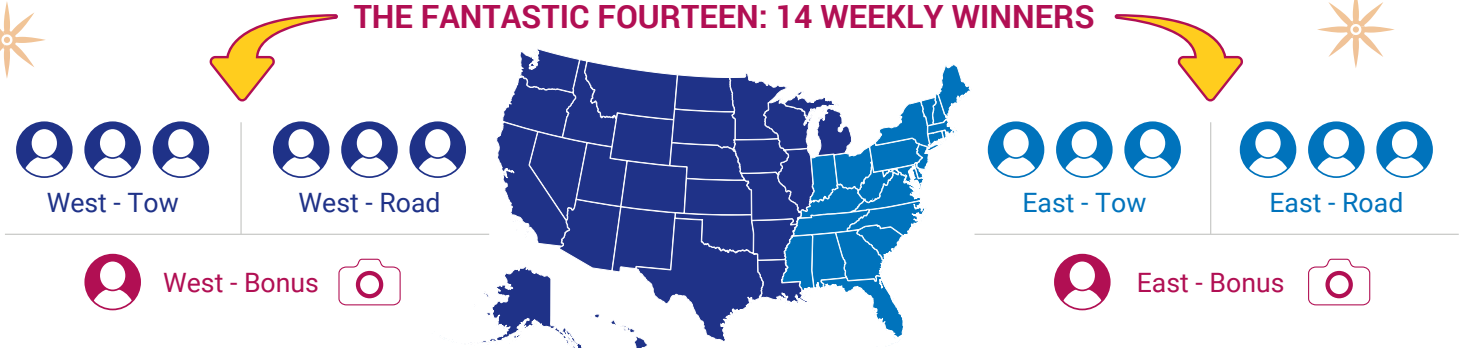 THE FANTASTIC FOURTEEN: 14 WEEKLY WINNERS
West - Tow
West - Road
West - Bonus
East - Tow
East - Road
East - Bonus